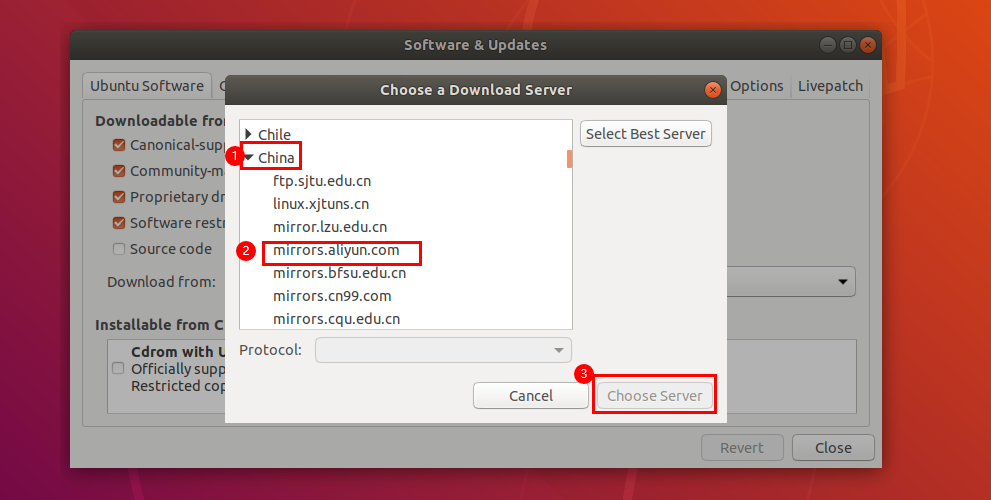 Software & Updates
Ubuntu Software
Options
Livepatch
Choose a Download Server
Downloadable fro
Canonical-sup
Community-m
Proprietary dr
Software restr
Source code
Download from:
Installable from C
Cdrom with U
Officially supp
Restricted cop
Chile
1
China
ftp.sjtu.edu.cn
linux.xjtuns.cn
mirror.lzu.edu.cn
2
mirrors.aliyun.com
mirrors.bfsu.edu.cn
mirrors.cn99.com
mirrors.cqu.edu.cn
Select Best Server
Protocol:
Cancel
3
Choose Server
Revert
Close